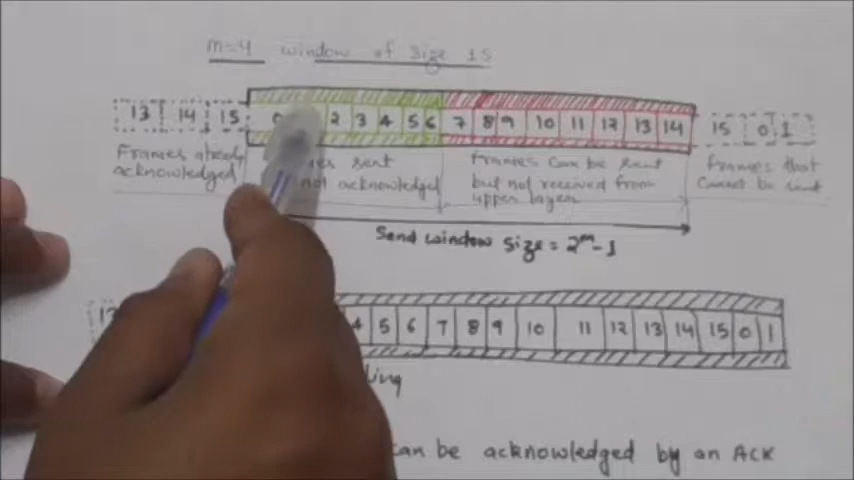 m=4 window of Size 15
13 14 15 0 2 3 4 5 6 7 8 9 10 11 12 13 14 15 0 1
Frames already acknowledged
sent not acknowledged
Frames Can be sent but not received from upper layer
frames that Cannot be sent
Send window size = 2^m-1
4 5 6 7 8 9 10 11 12 13 14 15 0 1
can be acknowledged by an ACK